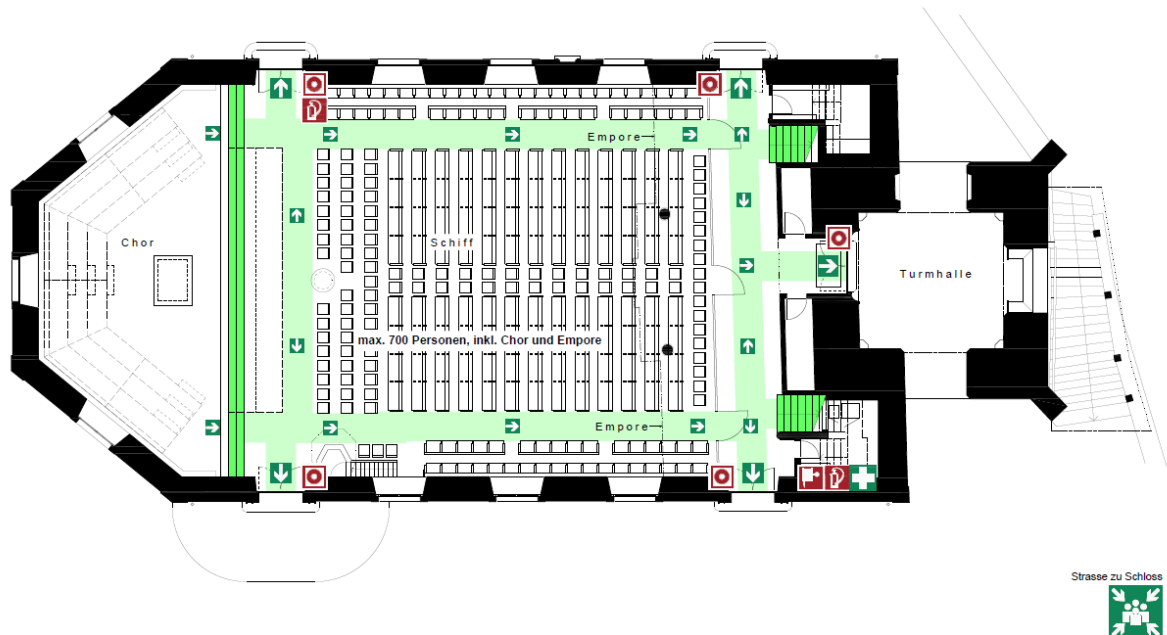 Empore
Chor
Schiff
Turmhalle
max. 700 Personen, inkl. Chor und Empore
Empore
Strasse zu Schloss